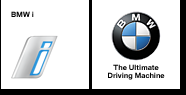 BMW i
i
BMW
The Ultimate
Driving Machine